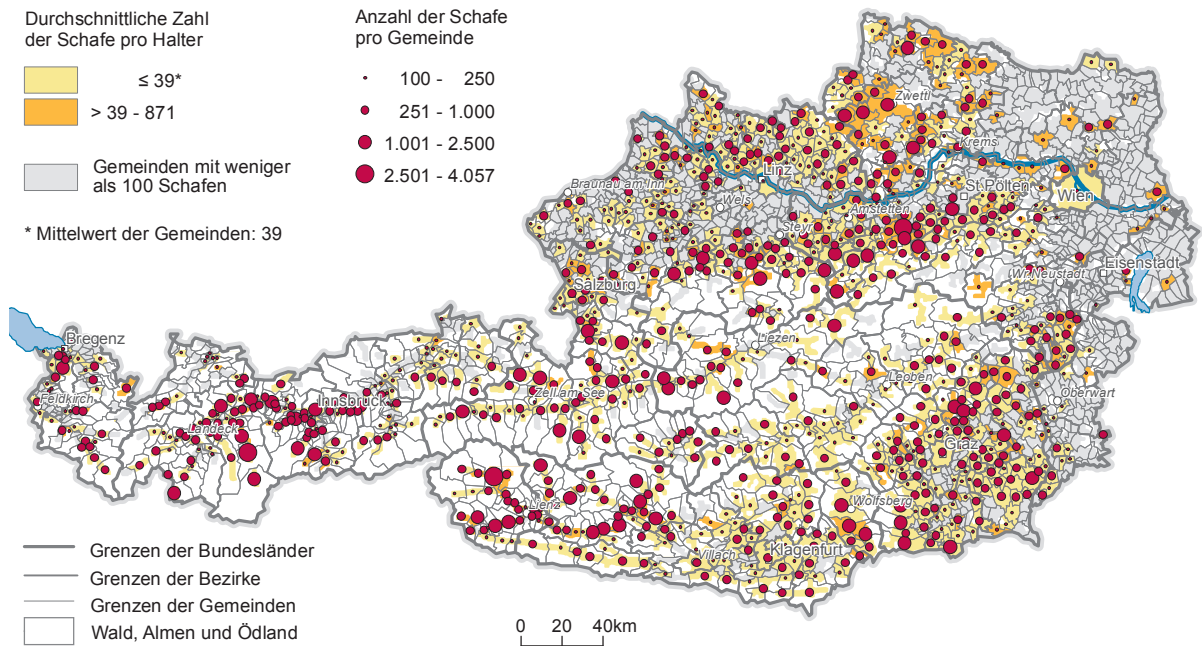 Durchschnittliche Zahl
der Schafe pro Halter
≤ 39*
> 39 - 871
Gemeinden mit weniger
als 100 Schafen
* Mittelwert der Gemeinden: 39
Anzahl der Schafe
pro Gemeinde
100 - 250
251 - 1.000
1.001 - 2.500
2.501 - 4.057
Zwettl
Krems
Linz
Braunau am Inn
Wels
St.Pölten
Wien
Amstetten
Steyr
Eisenstadt
Wr.Neustadt
Salzburg
Bregenz
Liezen
Leoben
Feldkirch
Innsbruck
Zell am See
Oberwart
Landeck
Graz
Lienz
Wolfsberg
Villach
Klagenfurt
Grenzen der Bundesländer
Grenzen der Bezirke
Grenzen der Gemeinden
Wald, Almen und Ödland
0 20 40km